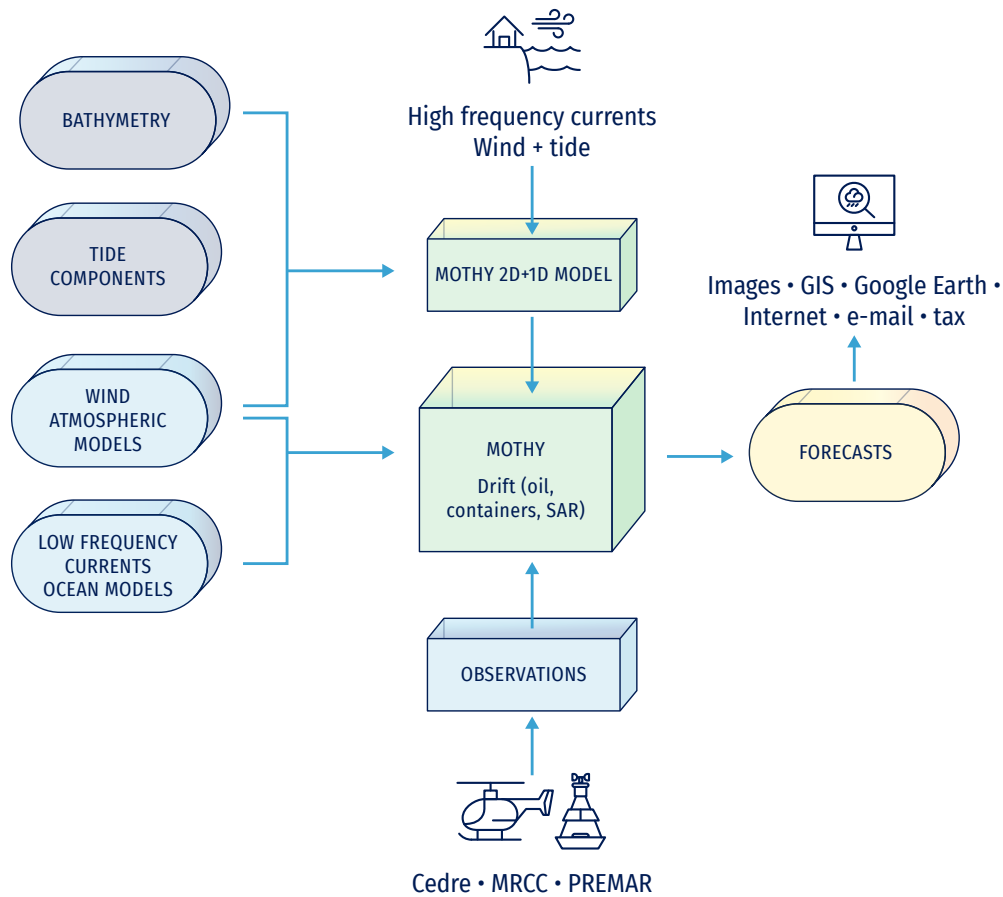 BATHYMETRY
TIDE
COMPONENTS
WIND
ATMOSPHERIC
MODELS
LOW FREQUENCY
CURRENTS
OCEAN MODELS
High frequency currents
Wind + tide
MOTHY 2D+1D MODEL
MOTHY
Drift (oil,
containers, SAR)
OBSERVATIONS
Cedre • MRCC • PREMAR
Images • GIS • Google Earth •
Internet • e-mail • tax
FORECASTS